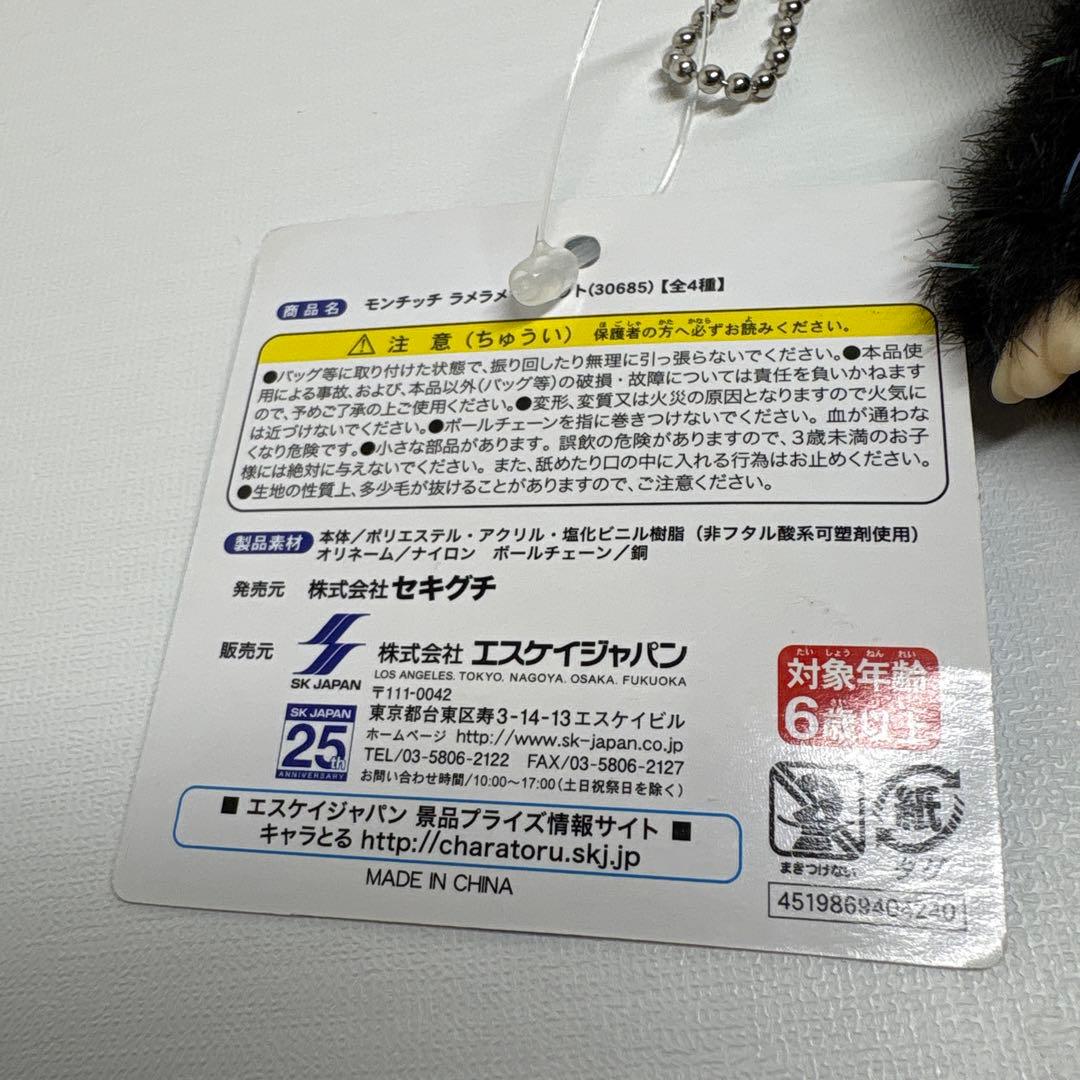 商品名 モンチッチ ラメラメ ト(30685)【全4種】
注 意 (ちゅうい) 保護者の方へ必ずお読みください。
●バッグ等に取り付けた状態で、振り回したり無理に引っ張らないでください。●本品使
用による事故、および、本品以外(バッグ等)の破損・故障については責任を負いかねます
ので、予めご了承の上ご使用ください。●変形、変質又は火災の原因となりますので火気に
は近づけないでください。●ボールチェーンを指に巻きつけないでください。血が通わな
くなり危険です。●小さな部品があります。誤飲の危険がありますので、3歳未満のお子
様には絶対に与えないでください。また、舐めたり口の中に入れる行為はお止めください。
●生地の性質上、多少毛が抜けることがありますので、ご注意ください。
製品素材 本体/ポリエステル・アクリル・塩化ビニル樹脂(非フタル酸系可塑剤使用)
オリネーム/ナイロン ボールチェーン/銅
発売元 株式会社 セキグチ
販売元 SK JAPAN 株式会社 エスケイジャパン
LOS ANGELES. TOKYO. NAGOYA. OSAKA. FUKUOKA
〒111-0042
東京都台東区寿3-14-13エスケイビル
ホームページ http://www.sk-japan.co.jp
TEL/03-5806-2122 FAX/03-5806-2127
お問い合わせ時間/10:00~17:00(土日祝祭日を除く)
SK JAPAN
25th
ANNIVERSARY
■ エスケイジャパン 景品プライズ情報サイト ■
キャラとる http://charatoru.skj.jp
MADE IN CHINA
たいしょうねんれい
対象年齢
6歳以上
まきつけない
紙
タグ
4519869404240